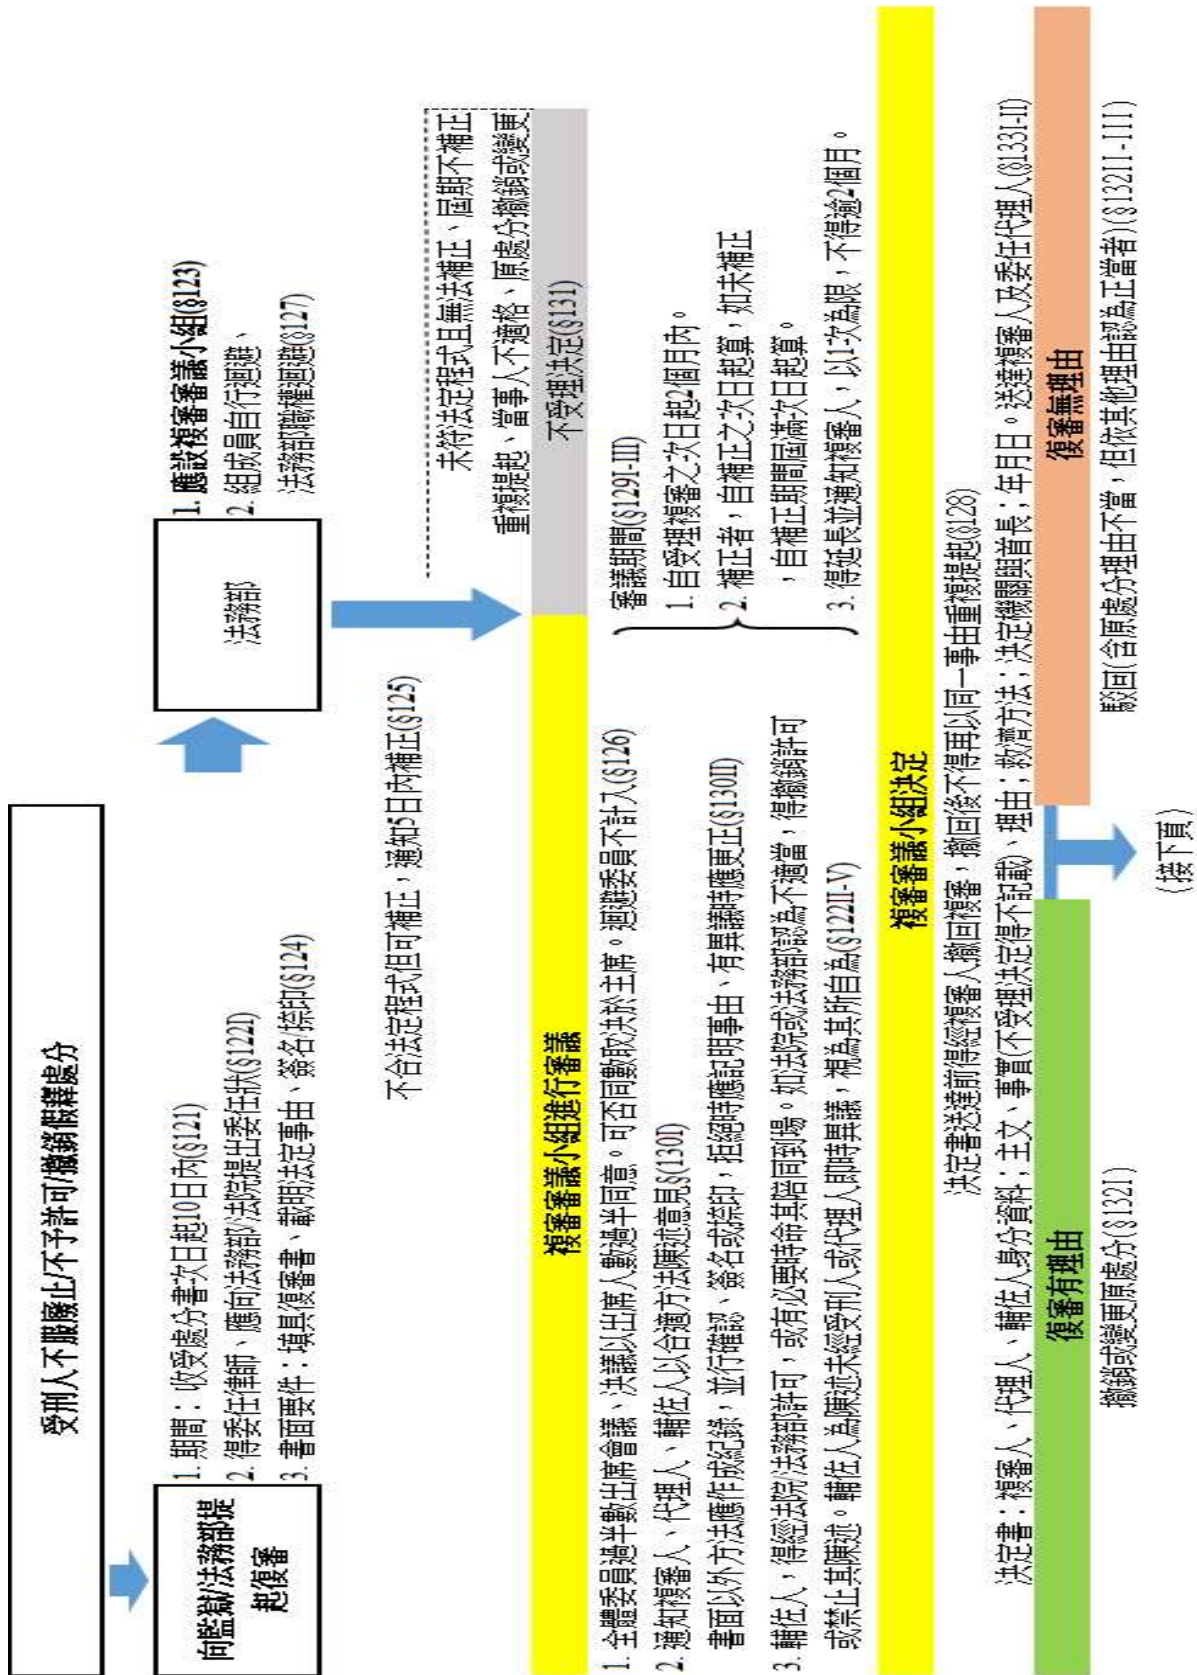 受刑人不服廢止/不予許可/撤銷假釋處分
向監獄/法務部提
起復審
1. 期間：收受處分書次日起10日內(§121)
2. 得委任律師、應向法務部/法院提出委任狀(§122I)
3. 書面要件：填具復審書、載明法定事由、簽名/捺印(§124)
法務部
1. 應設複審審議小組(§123)
2. 組成員自行迴避、
法務部職權迴避(§127)
不合法定程式但可補正，通知5日內補正(§125)
未符法定程式且無法補正、屆期不補正
重複提起、當事人不適格、原處分撤銷或變更
複審審議小組進行審議
不受理決定(§131)
1. 全體委員過半數出席會議、決議以出席人數過半同意。可否同數取決於主席。迴避委員不計入(§126)
2. 通知複審人、代理人、輔佐人以合適方法陳述意見§(130I)
書面以外方法應作成紀錄，並行確認、簽名或捺印，拒絕時應記明事由、有異議時應更正(§130II)
3. 輔佐人，得經法院/法務部許可，或有必要時命其陪同到場。如法院或法務部認為不適當，得撤銷許可
或禁止其陳述。輔佐人為陳述未經受刑人或代理人即時異議，視為其所自為(§122II-V)
審議期間(§129I-III)
1. 自受理複審之次日起2個月內。
2. 補正者，自補正之次日起算，如未補正
，自補正期間屆滿次日起算。
3. 得延長並通知複審人，以1次為限，不得逾2個月。
複審審議小組決定
決定書送達前得經複審人撤回複審，撤回後不得再以同一事由重複提起(§128)
決定書：複審人、代理人、輔佐人身分資料；主文、事實(不受理決定得不記載)、理由；救濟方法；決定機關與首長；年月日。送達複審人及委任代理人(§133I-II)
復審有理由
復審無理由
撤銷或變更原處分(§132I)
駁回(含原處分理由不當，但依其他理由認為正當者)(§132II-III)
(接下頁)